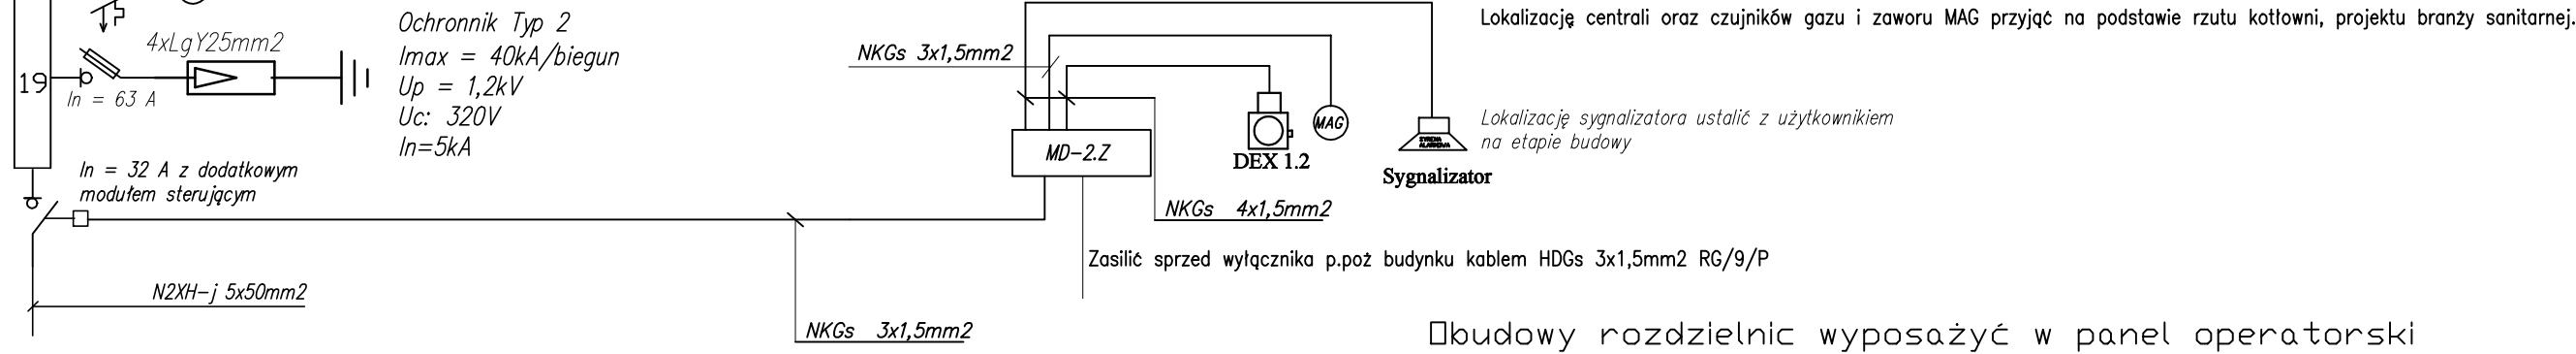 Lokalizację centrali oraz czujników gazu i zaworu MAG przyjąć na podstawie rzutu kotłowni, projektu branży sanitarnej.
Ochronnik Typ 2
Imax = 40kA/biegun
Up = 1,2kV
Uc: 320V
In=5kA
4xLgY25mm2
19
In = 63 A
NKGs 3x1,5mm2
MAG
MD-2.Z
DEX 1.2
SYRENA
ALARMOWA
Sygnalizator
Lokalizację sygnalizatora ustalić z użytkownikiem
na etapie budowy
In = 32 A z dodatkowym
modułem sterującym
NKGs 4x1,5mm2
Zasilić sprzed wyłącznika p.poż budynku kablem HDGs 3x1,5mm2 RG/9/P
N2XH-j 5x50mm2
NKGs 3x1,5mm2
▯budowy rozdzielnic wyposażyć w panel operatorski